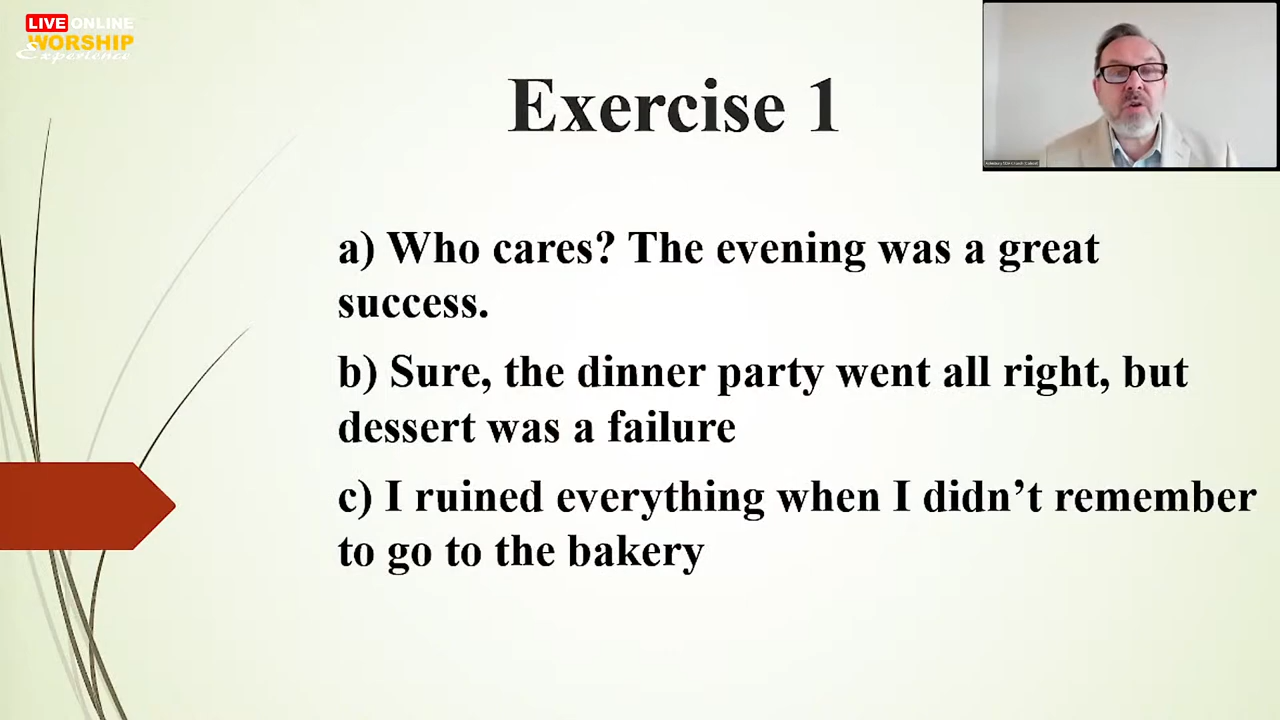 LIVE ONLINE
WORSHIP
Experience
Exercise 1
a) Who cares? The evening was a great
success.
b) Sure, the dinner party went all right, but
dessert was a failure
c) I ruined everything when I didn’t remember
to go to the bakery